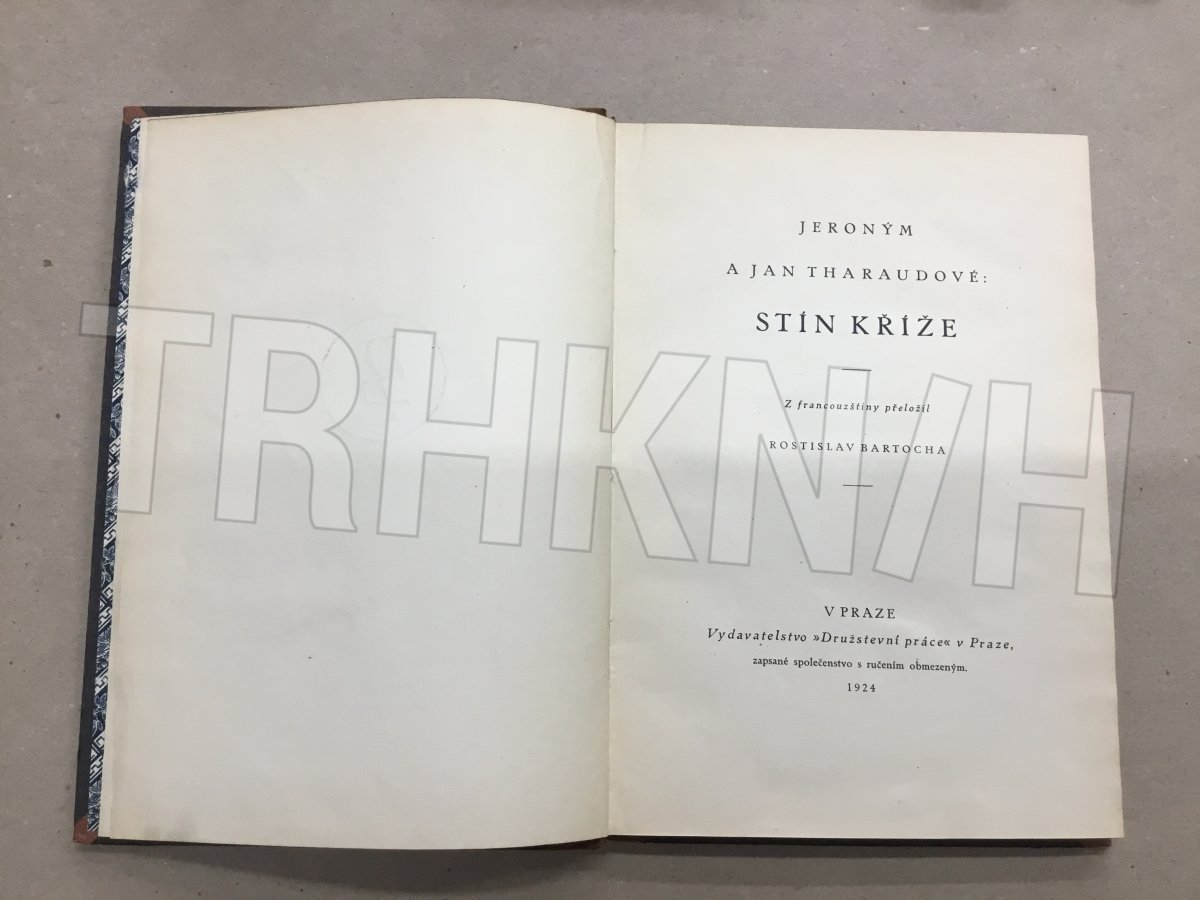 JERONÝM
A JAN THARAUDOVÉ:
STÍN KŘÍŽE
Z francouzštiny přeložil
ROSTISLAV BARTOCHA
V PRAZE
Vydavatelstvo »Družstevní práce« v Praze,
zapsané společenstvo s ručením obmezeným.
1924
TRHKNIH